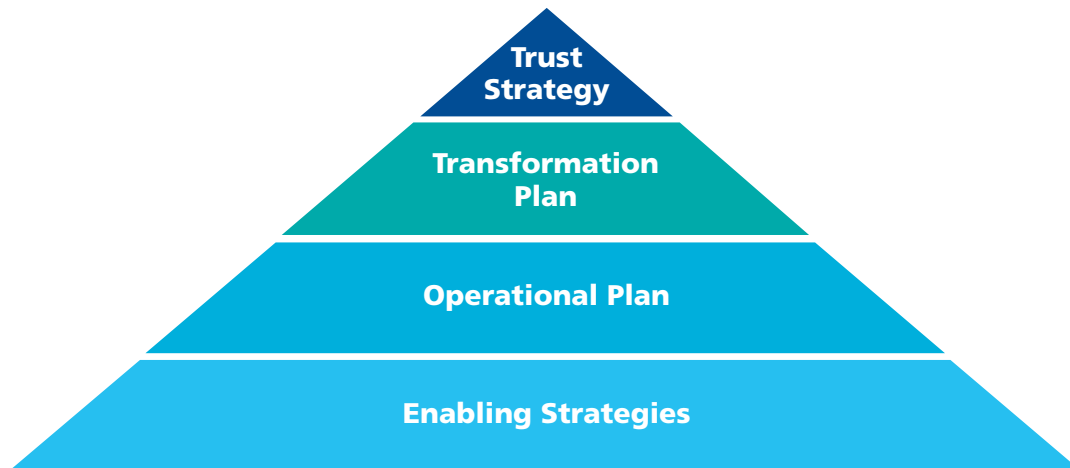 Trust
Strategy
Transformation
Plan
Operational Plan
Enabling Strategies